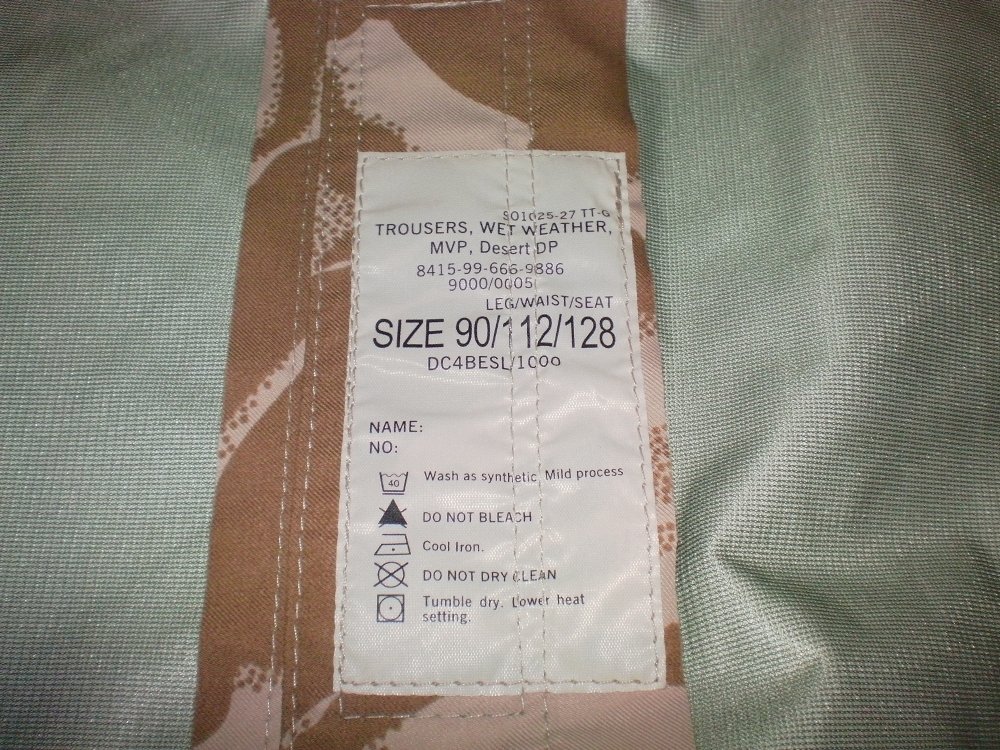 S01025-27 TT-G
TROUSERS, WET WEATHER,
MVP, Desert DP
8415-99-666-9886
9000/0005
LEG/WAIST/SEAT
SIZE 90/112/128
DC4BESL/1000
NAME:
NO:
40 Wash as synthetic Mild process
DO NOT BLEACH
Cool Iron.
DO NOT DRY CLEAN
Tumble dry. Lower heat
setting.